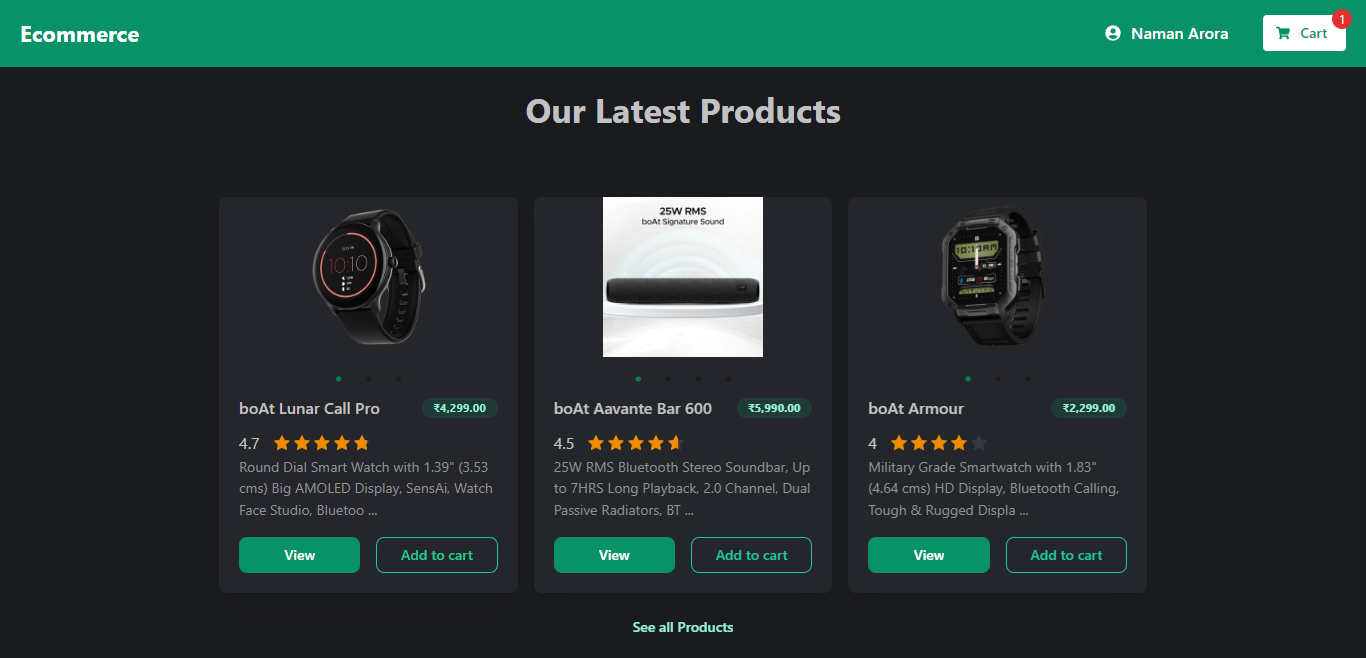 Ecommerce
Naman Arora
Cart
1
Our Latest Products
10:10
25W RMS
boAt Signature Sound
10:10AM
boAt Lunar Call Pro
₹4,299.00
4.7
Round Dial Smart Watch with 1.39" (3.53
cms) Big AMOLED Display, SensAi, Watch
Face Studio, Bluetoo ...
View
Add to cart
boAt Aavante Bar 600
₹5,990.00
4.5
25W RMS Bluetooth Stereo Soundbar, Up
to 7HRS Long Playback, 2.0 Channel, Dual
Passive Radiators, BT ...
View
Add to cart
boAt Armour
₹2,299.00
4
Military Grade Smartwatch with 1.83"
(4.64 cms) HD Display, Bluetooth Calling,
Tough & Rugged Displa ...
View
Add to cart
See all Products